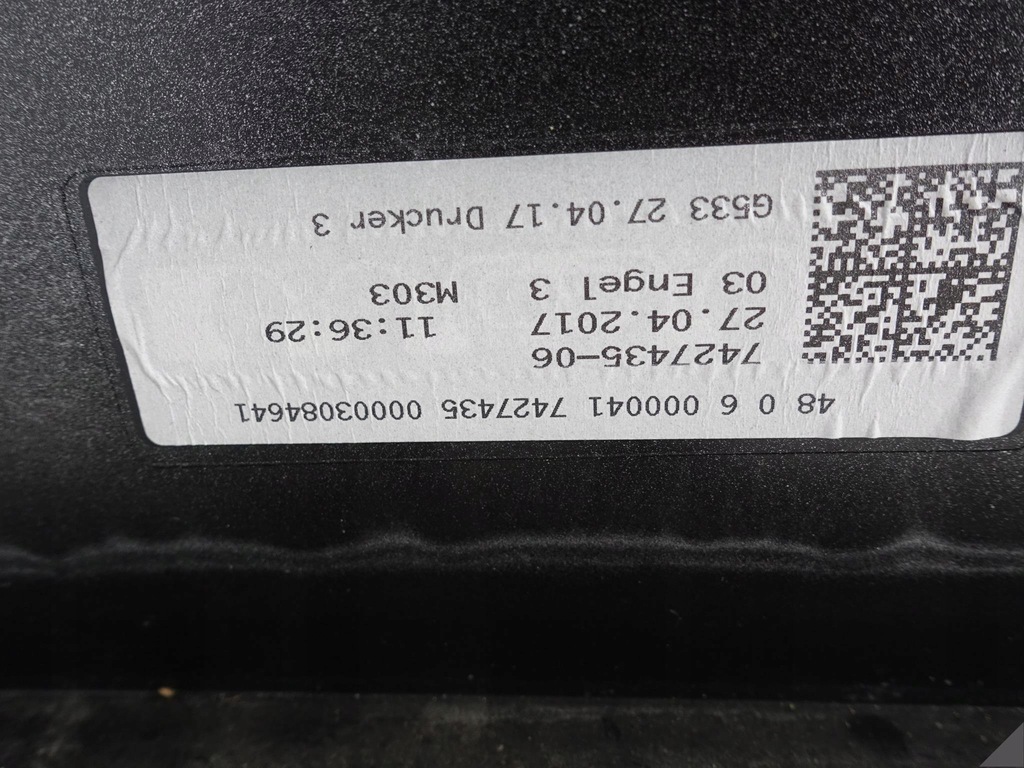 48 0 6 000041 7427435 00003084641
7427435-06
27.04.2017 11:36:29
03 Engel 3 M303
G533 27.04.17 Drucker 3